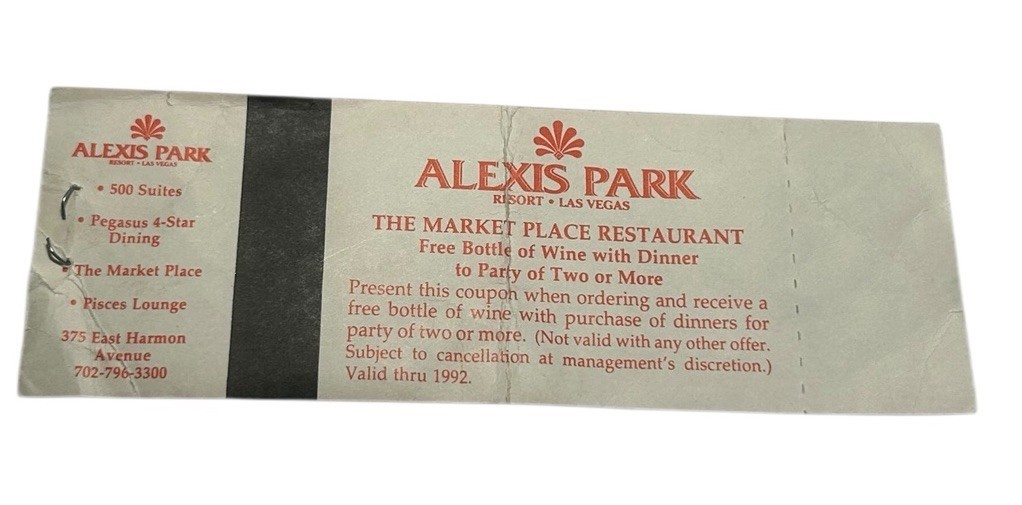 ALEXIS PARK
RESORT • LAS VEGAS
• 500 Suites
• Pegasus 4-Star
Dining
• The Market Place
• Pisces Lounge
375 East Harmon
Avenue
702-796-3300
ALEXIS PARK
RESORT • LAS VEGAS
THE MARKET PLACE RESTAURANT
Free Bottle of Wine with Dinner
to Party of Two or More
Present this coupon when ordering and receive a
free bottle of wine with purchase of dinners for
party of two or more. (Not valid with any other offer.
Subject to cancellation at management's discretion.)
Valid thru 1992.